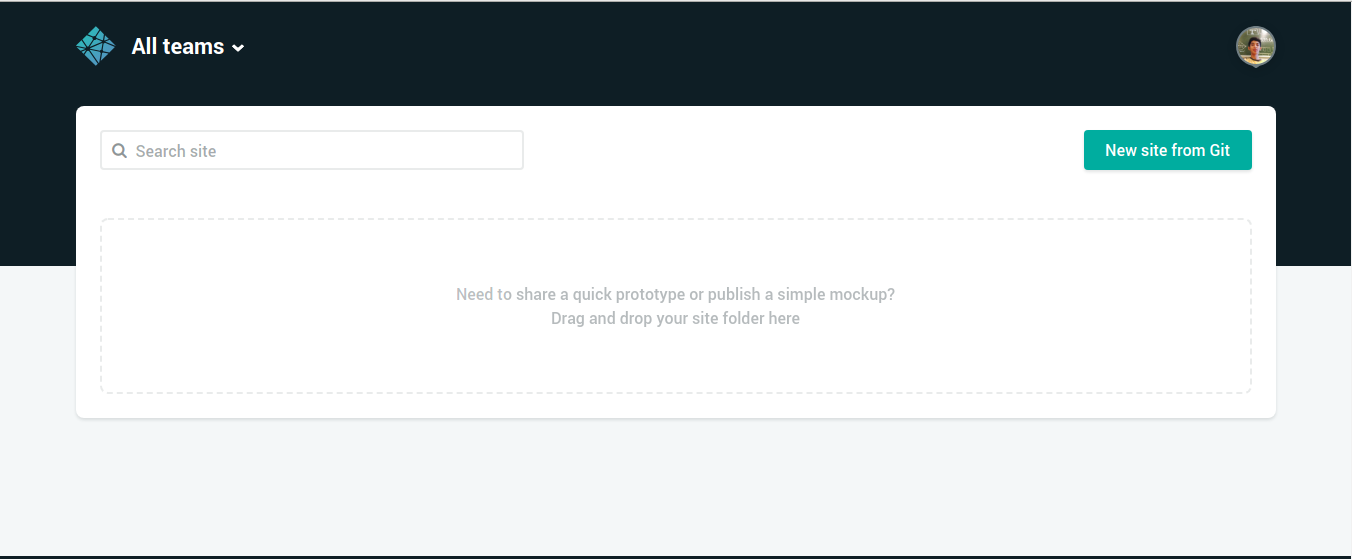 All teams
Search site
New site from Git
Need to share a quick prototype or publish a simple mockup?
Drag and drop your site folder here